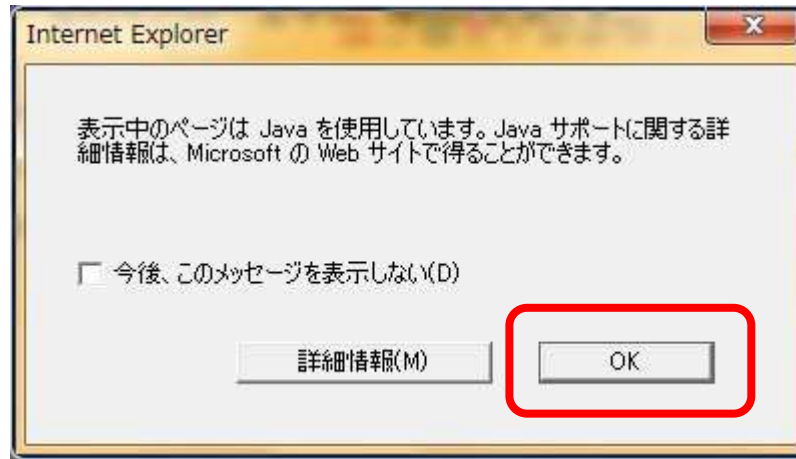 Internet Explorer
表示中のページは Java を使用しています。Java サポートに関する詳
細情報は、Microsoft の Web サイトで得ることができます。
今後、このメッセージを表示しない(D)
詳細情報(M)
OK